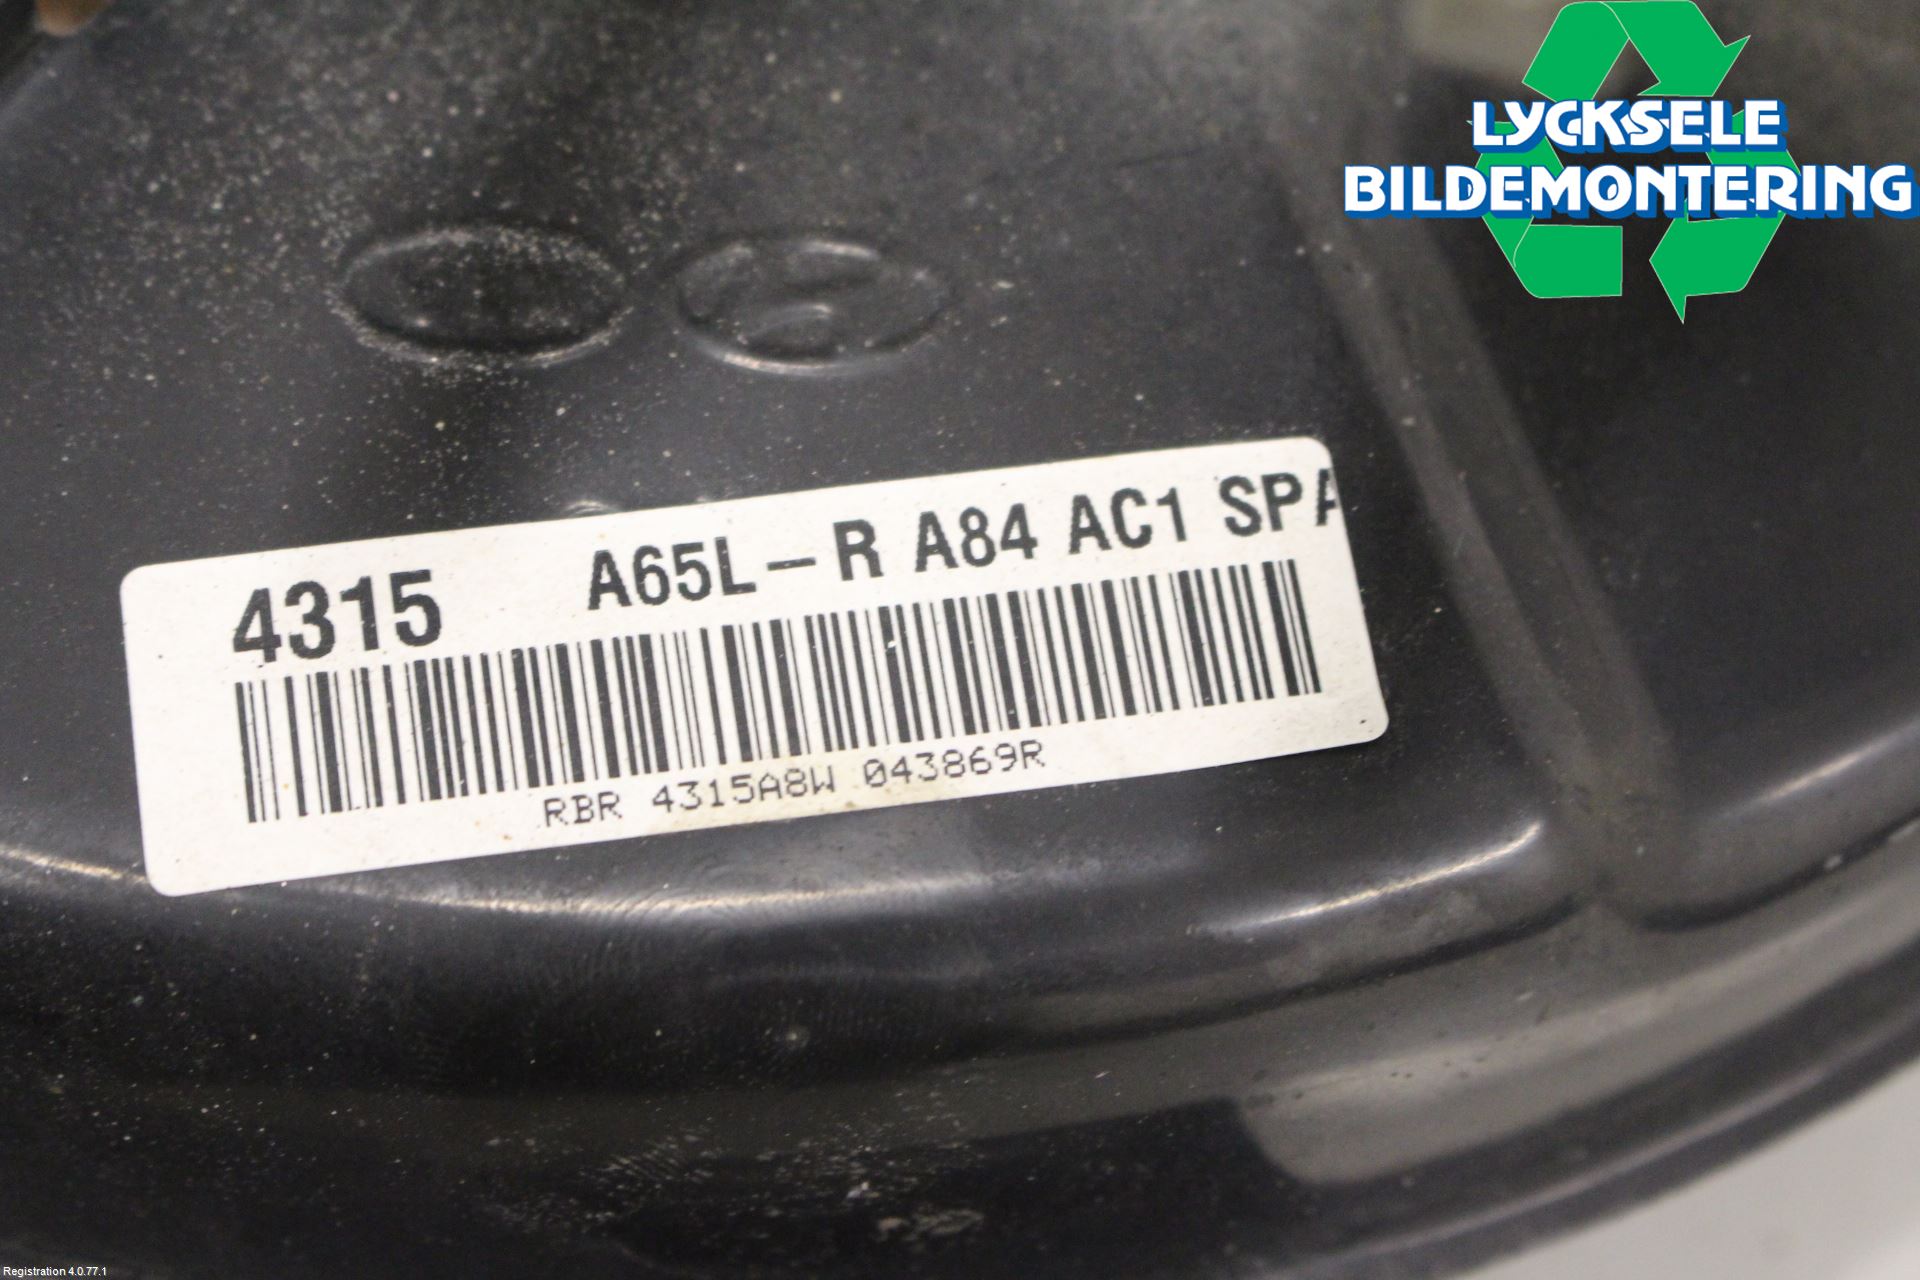 LYCKSELE
BILDEMONTERING
4315 A65L-R A84 AC1 SPA
RBR 4315A8W 043869R
Registration 4.0.77.1